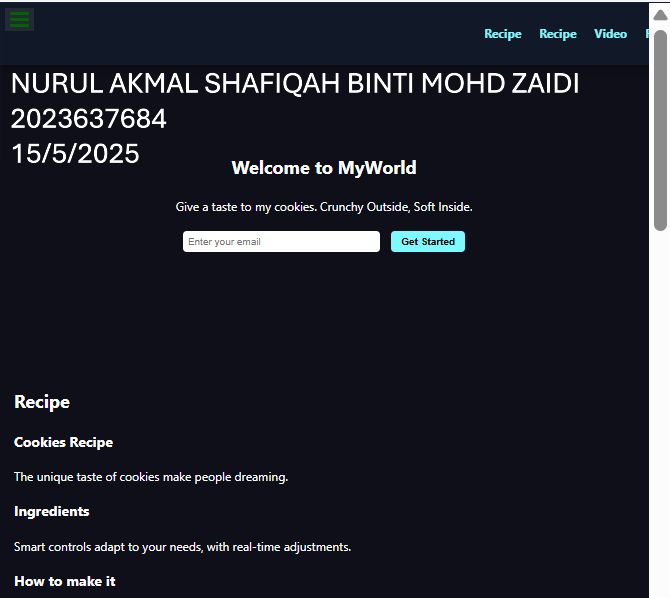 Recipe Recipe Video
NURUL AKMAL SHAFIQAH BINTI MOHD ZAIDI
2023637684
15/5/2025
Welcome to MyWorld
Give a taste to my cookies. Crunchy Outside, Soft Inside.
Enter your email Get Started
Recipe
Cookies Recipe
The unique taste of cookies make people dreaming.
Ingredients
Smart controls adapt to your needs, with real-time adjustments.
How to make it